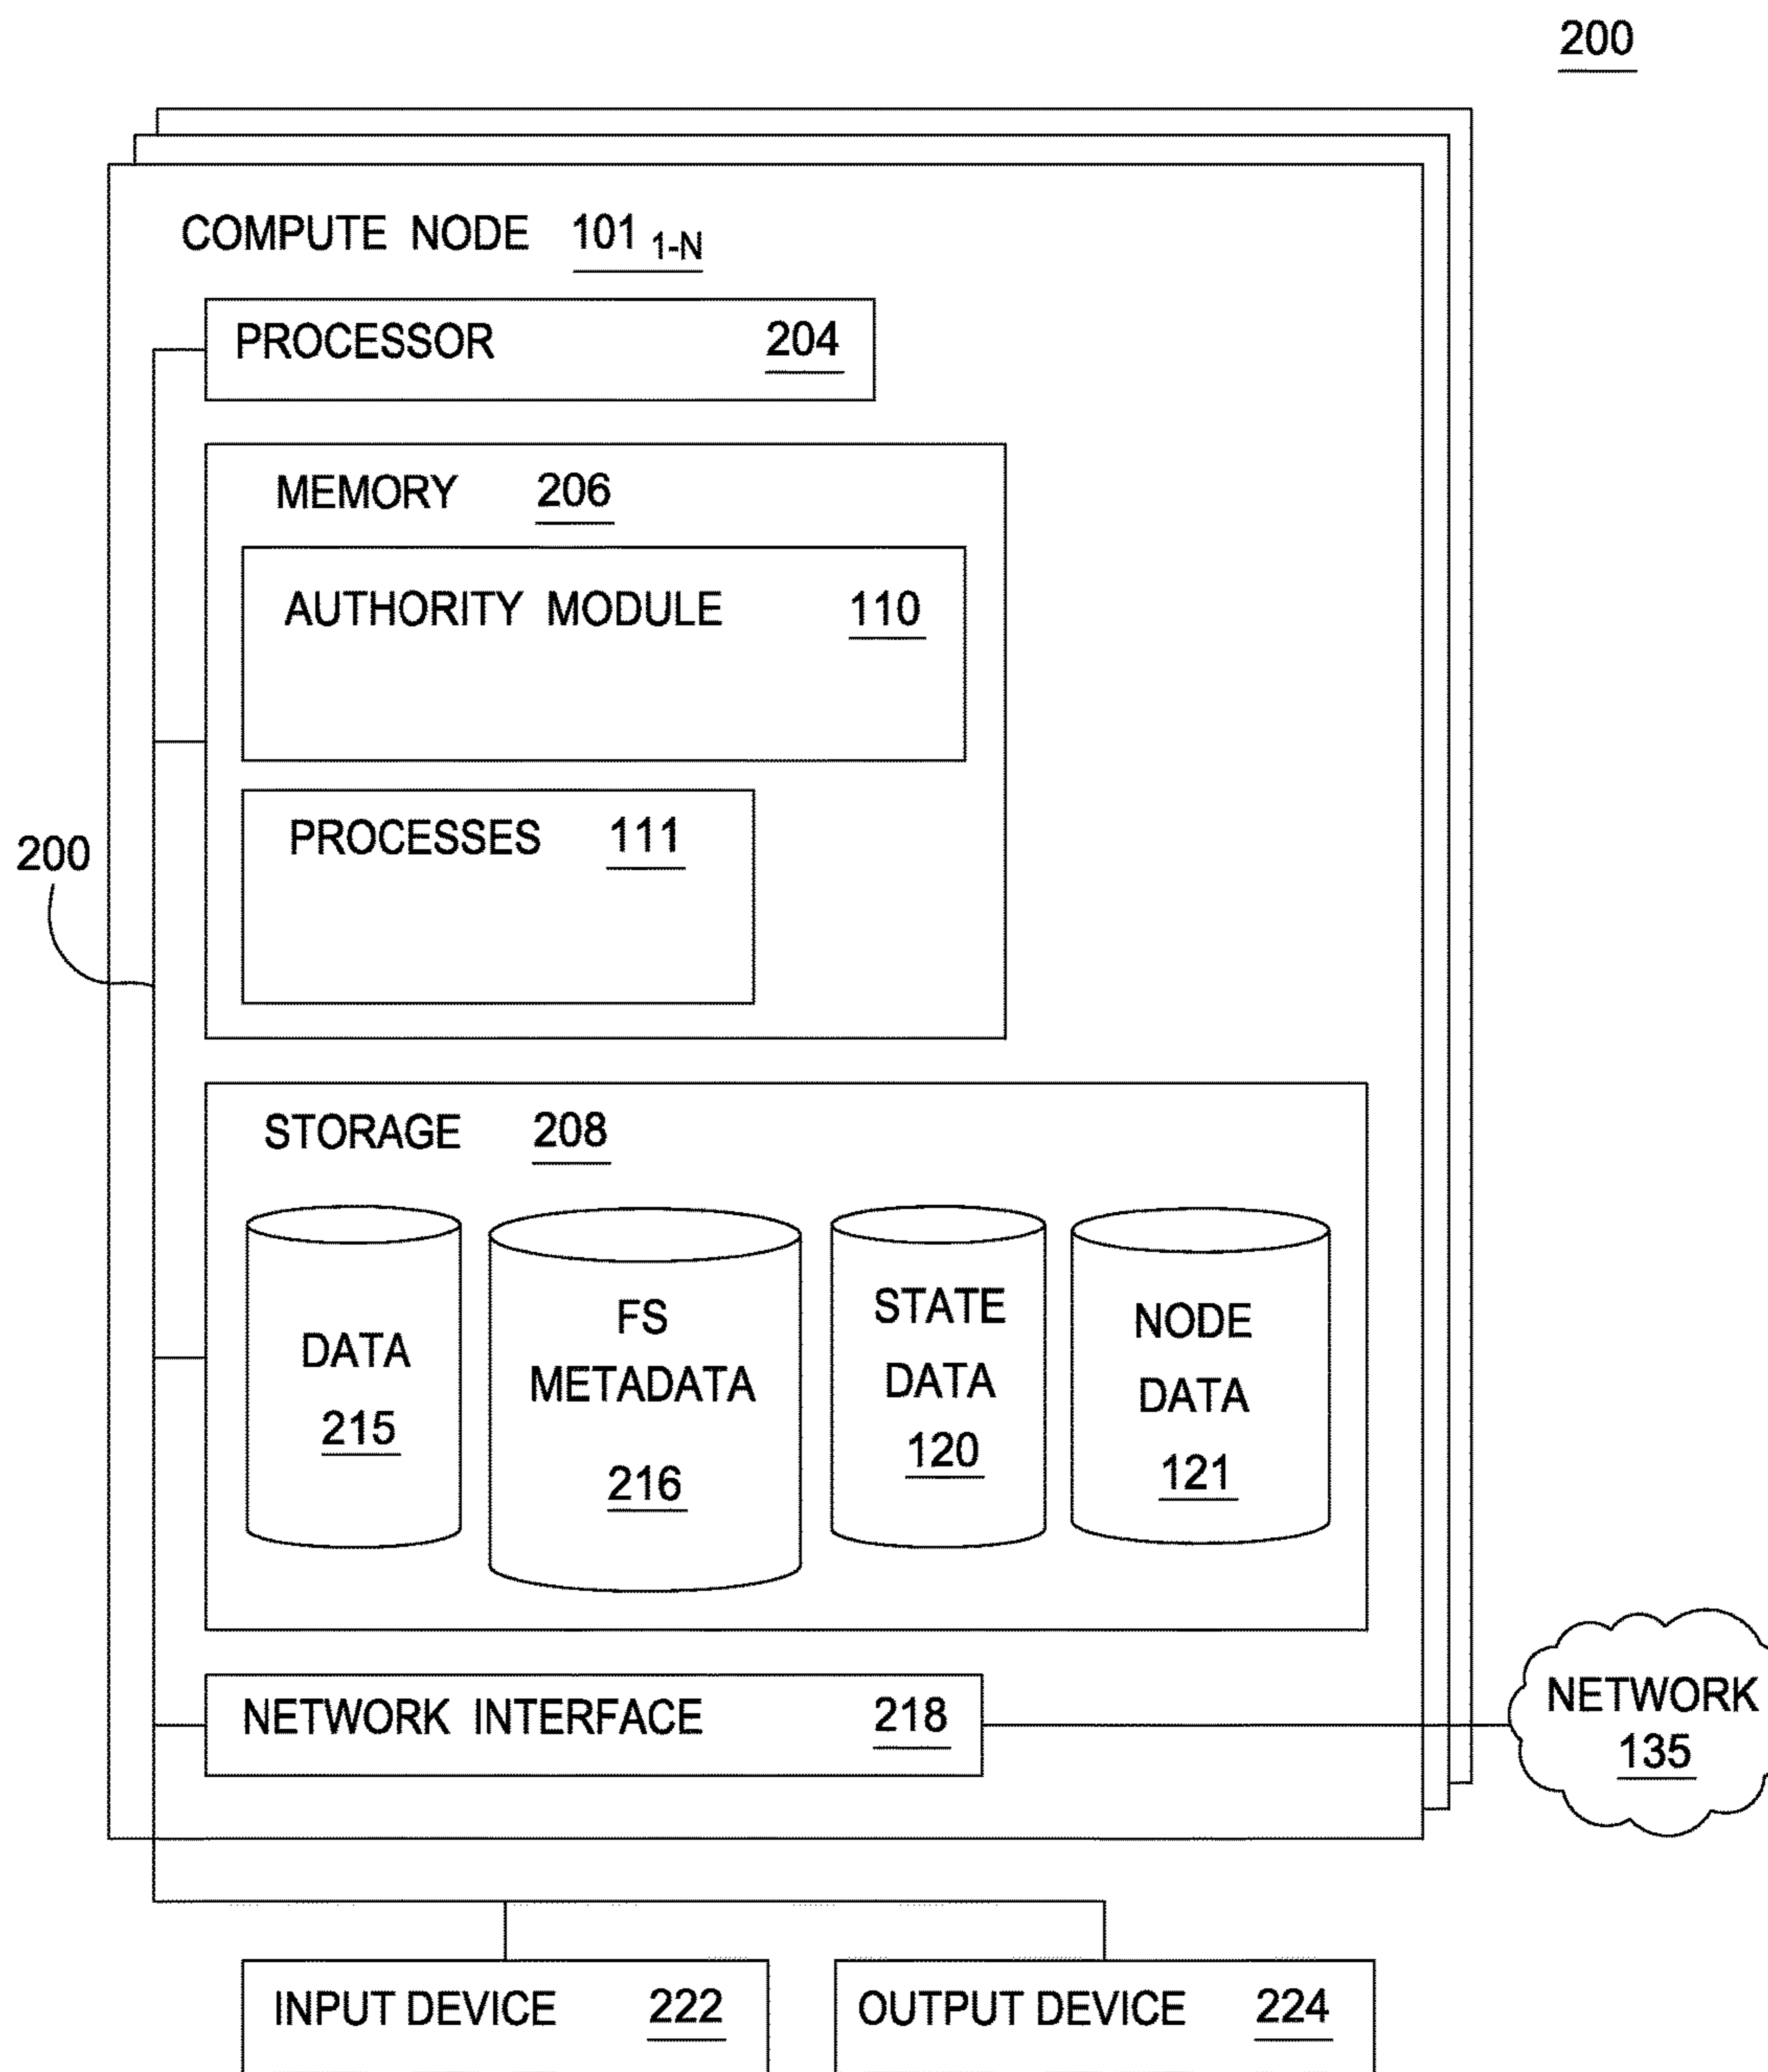 200
COMPUTE NODE 101 1-N
PROCESSOR 204
MEMORY 206
AUTHORITY MODULE 110
PROCESSES 111
200
STORAGE 208
DATA
215
FS
METADATA
216
STATE
DATA
120
NODE
DATA
121
NETWORK INTERFACE 218
NETWORK
135
INPUT DEVICE 222
OUTPUT DEVICE 224